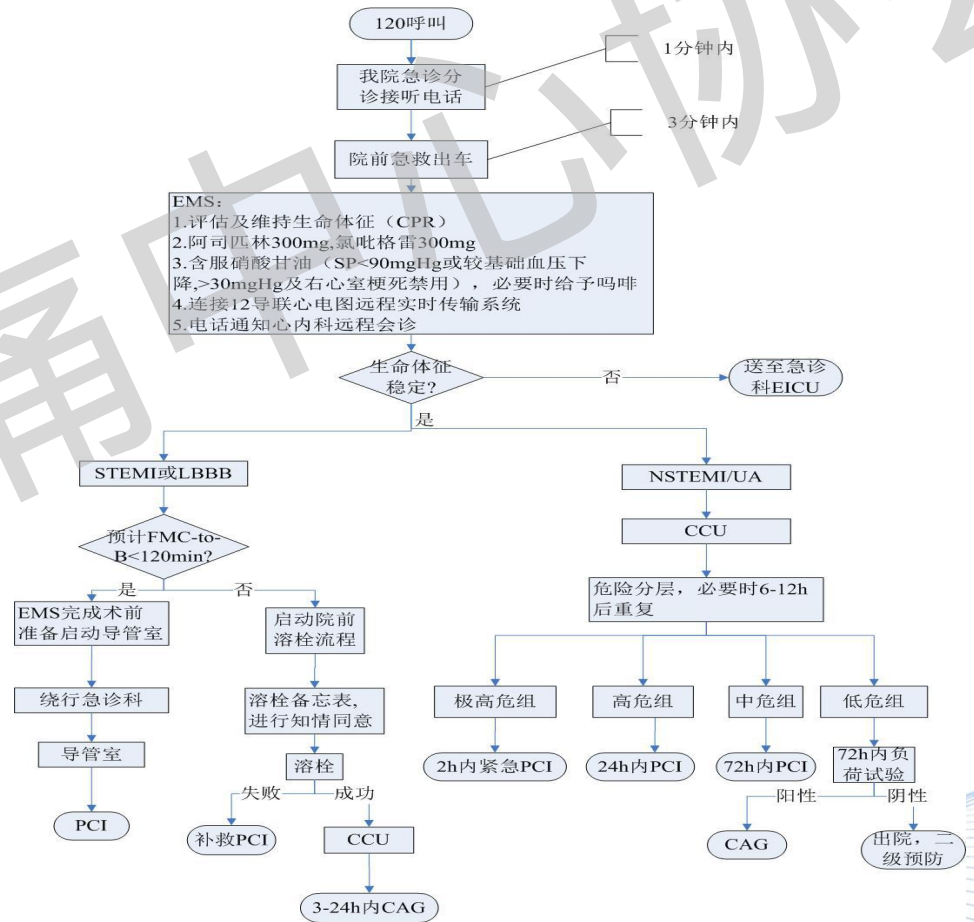 120呼叫
1分钟内
我院急诊分
诊接听电话
3分钟内
院前急救出车
EMS:
1.评估及维持生命体征（CPR）
2.阿司匹林300mg,氯吡格雷300mg
3.含服硝酸甘油（SP<90mgHg或较基础血压下
降,>30mgHg及右心室梗死禁用），必要时给予吗啡
4.连接12导联心电图远程实时传输系统
5.电话通知心内科远程会诊
生命体征
稳定?
否
送至急诊
科EICU
是
STEMI或LBBB
NSTEMI/UA
预计FMC-to-
B<120min?
CCU
是
否
危险分层，必要时6-12h
后重复
EMS完成术前
准备启动导管室
启动院前
溶栓流程
绕行急诊科
溶栓备忘表,
进行知情同意
极高危组
高危组
中危组
低危组
导管室
溶栓
2h内紧急PCI
24h内PCI
72h内PCI
72h内负
荷试验
失败
成功
阳性
阴性
PCI
补救PCI
CCU
CAG
出院，二
级预防
3-24h内CAG
甬中心协